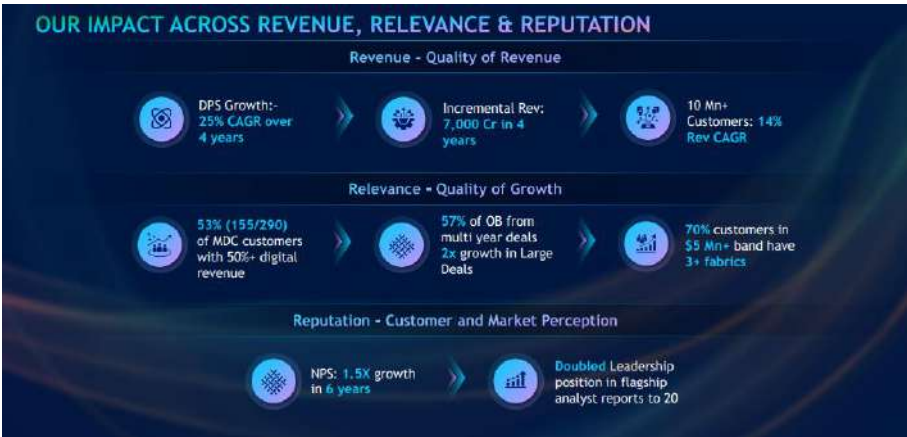 OUR IMPACT ACROSS REVENUE, RELEVANCE & REPUTATION
Revenue - Quality of Revenue
DPS Growth:-
25% CAGR over
4 years
Incremental Rev:
7,000 Cr in 4
years
10 Mn+
Customers: 14%
Rev CAGR
Relevance - Quality of Growth
53% (155/290)
of MDC customers
with 50%+ digital
revenue
57% of OB from
multi year deals
2x growth in Large
Deals
70% customers in
$5 Mn+ band have
3+ fabrics
Reputation - Customer and Market Perception
NPS: 1.5X growth
in 6 years
Doubled Leadership
position in flagship
analyst reports to 20